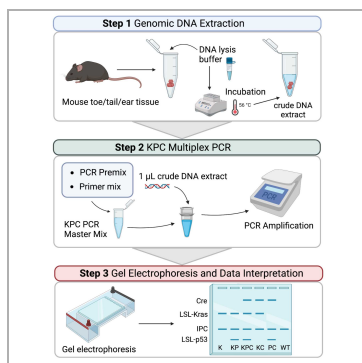 Step 1 Genomic DNA Extraction
DNA lysis
buffer
Incubation
56 °C
Mouse toe/tail/ear tissue
crude DNA
extract
Step 2 KPC Multiplex PCR
• PCR Premix
• Primer mix
1 µL crude DNA extract
KPC PCR
Master Mix
PCR
PCR Amplification
Step 3 Gel Electrophoresis and Data Interpretation
Cre
LSL-Kras
IPC
LSL-p53
K KP KPC KC PC WT
Gel electrophoresis